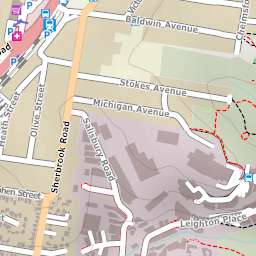 Baldwin Avenue
Stokes Avenue
Michigan Avenue
Heath Street
Olive Street
Sherbrook Road
Salisbury Road
Leighton Place